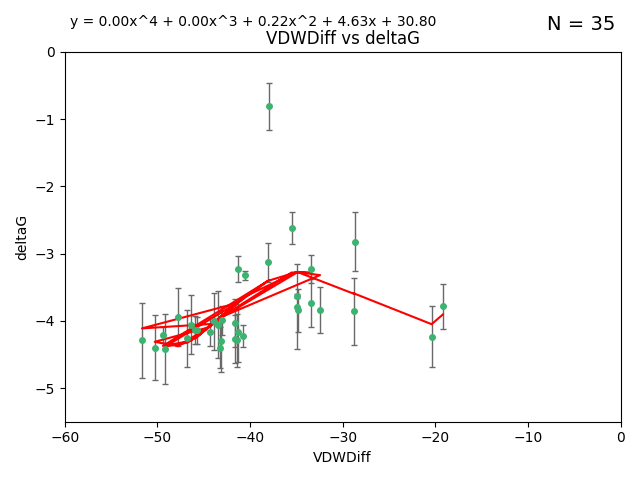 y = 0.00x^4 + 0.00x^3 + 0.22x^2 + 4.63x + 30.80
N = 35
VDWDiff vs deltaG
0
−1
−2
−3
−4
−5
deltaG
−60 −50 −40 −30 −20 −10 0
VDWDiff